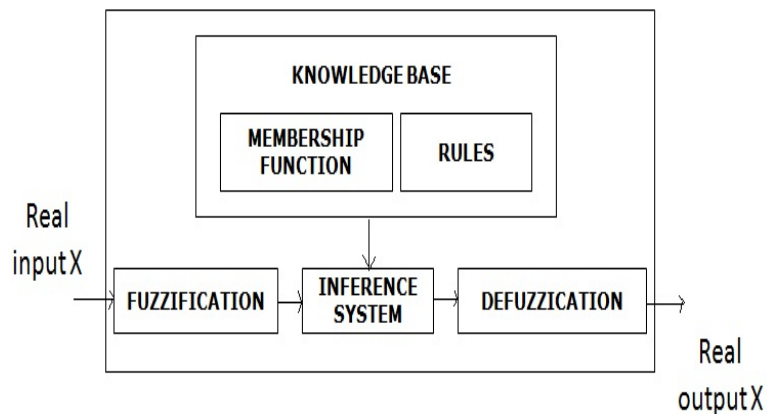 KNOWLEDGE BASE
MEMBERSHIP
FUNCTION
RULES
Real
input X
FUZZIFICATION
INFERENCE
SYSTEM
DEFUZZICATION
Real
output X